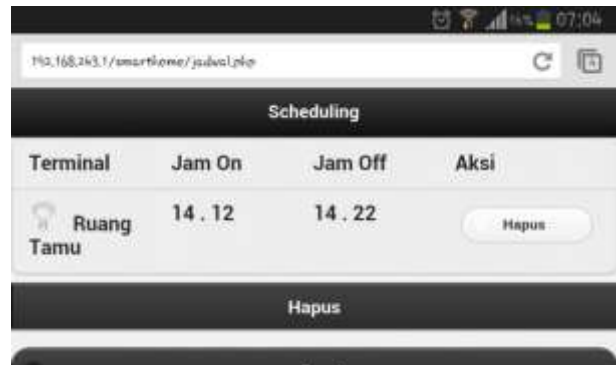 07:04
192.168.243.1/smarthome/jadwal.php
Scheduling
Terminal Jam On Jam Off Aksi
Ruang Tamu 14 . 12 14 . 22 Hapus
Hapus